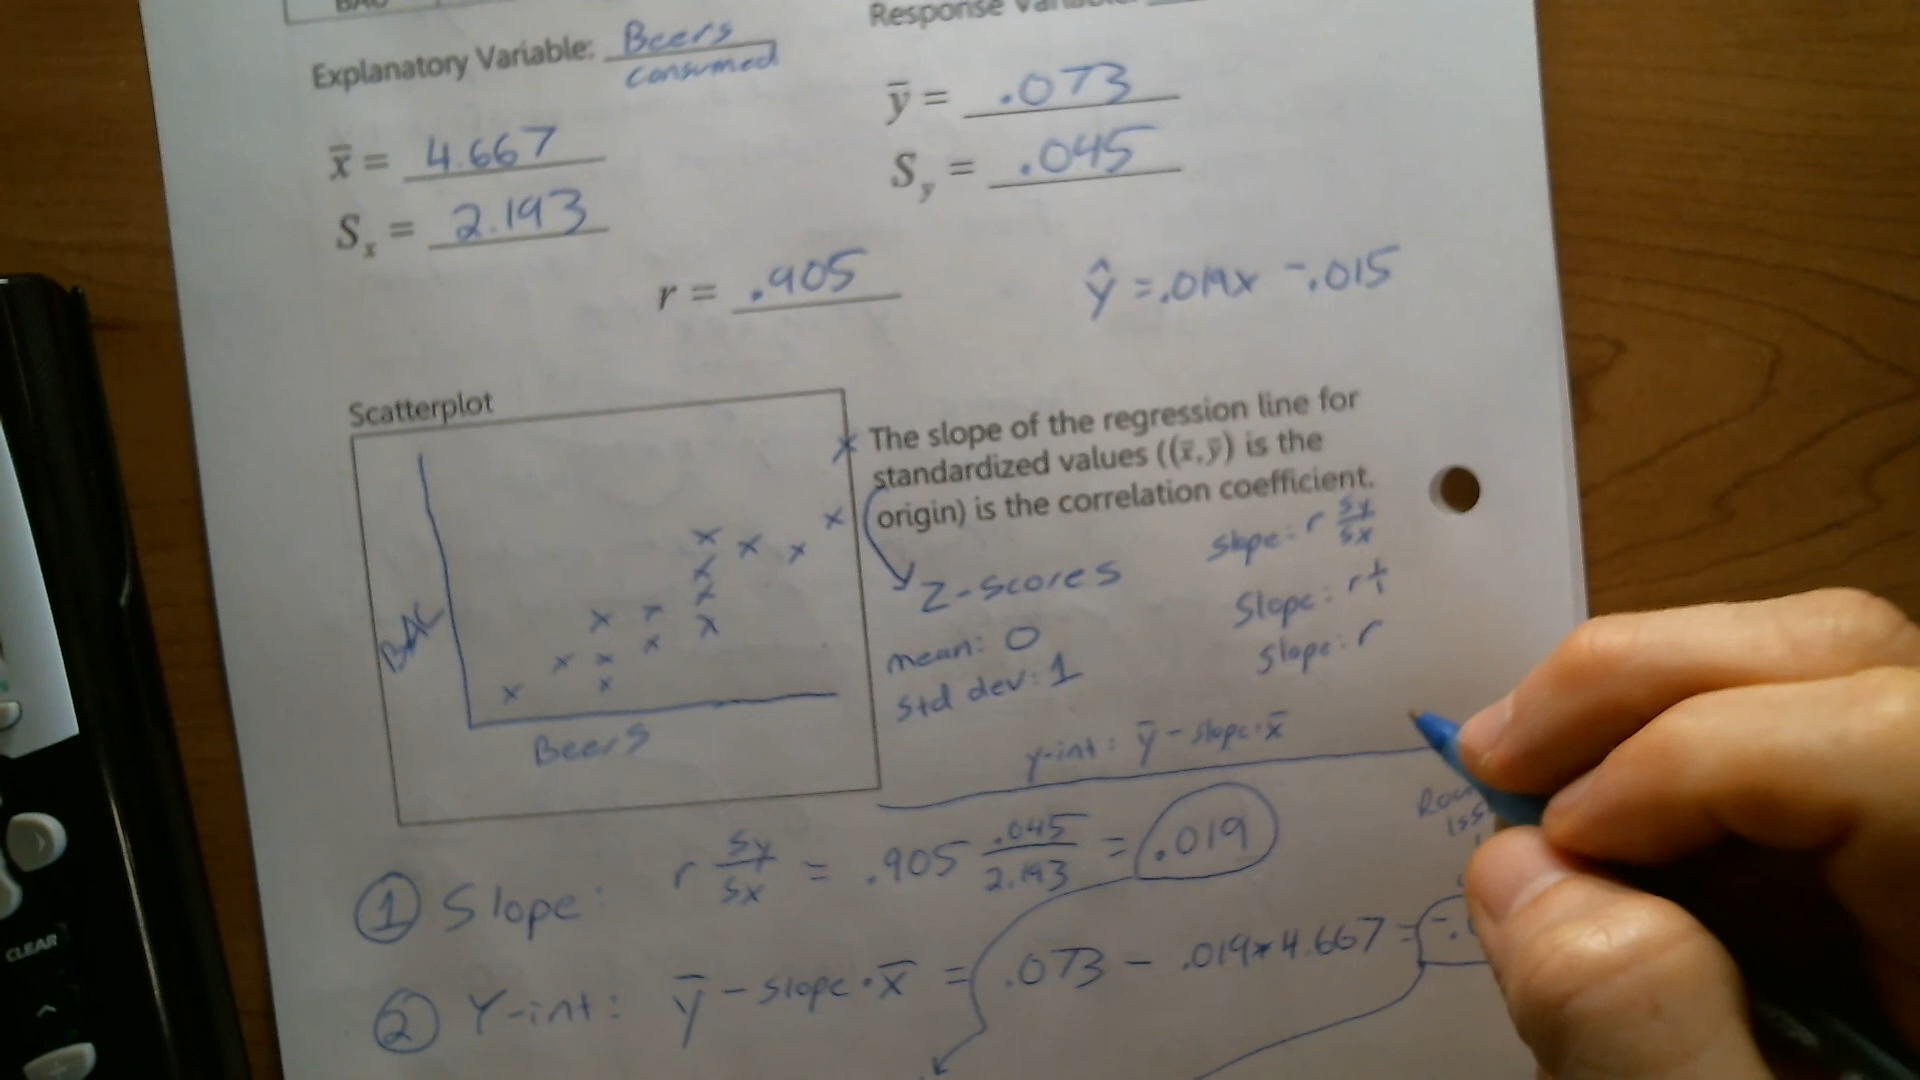 BAC
Explanatory Variable: Beers
consumed
Response
x̄ = 4.667
Sx = 2.193
ȳ = .073
Sy = .045
r = .905
ŷ = .019x -.015
Scatterplot
BAC
Beers
x The slope of the regression line for
standardized values ((x̄,ȳ) is the
origin) is the correlation coefficient.
Z-scores
mean: 0
std dev: 1
Slope: r sy/sx
Slope: r 1/1
Slope: r
y-int: ȳ - slope·x̄
① Slope: r sy/sx = .905 .045/2.193 = .019
② Y-int: ȳ - slope·x̄ = .073 - .019*4.667 =
CLEAR